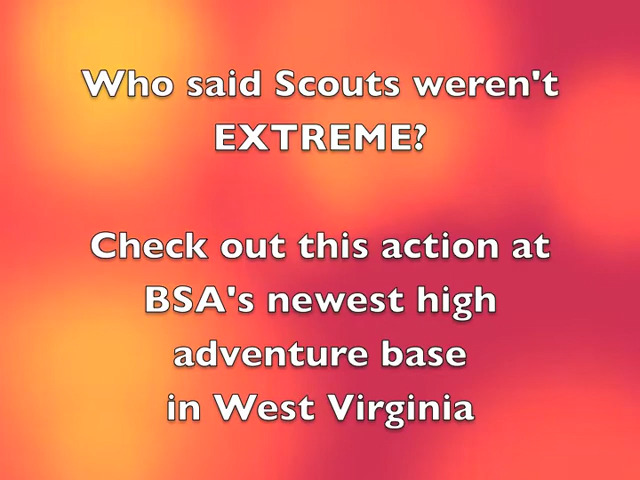 Who said Scouts weren't
EXTREME?
Check out this action at
BSA's newest high
adventure base
in West Virginia